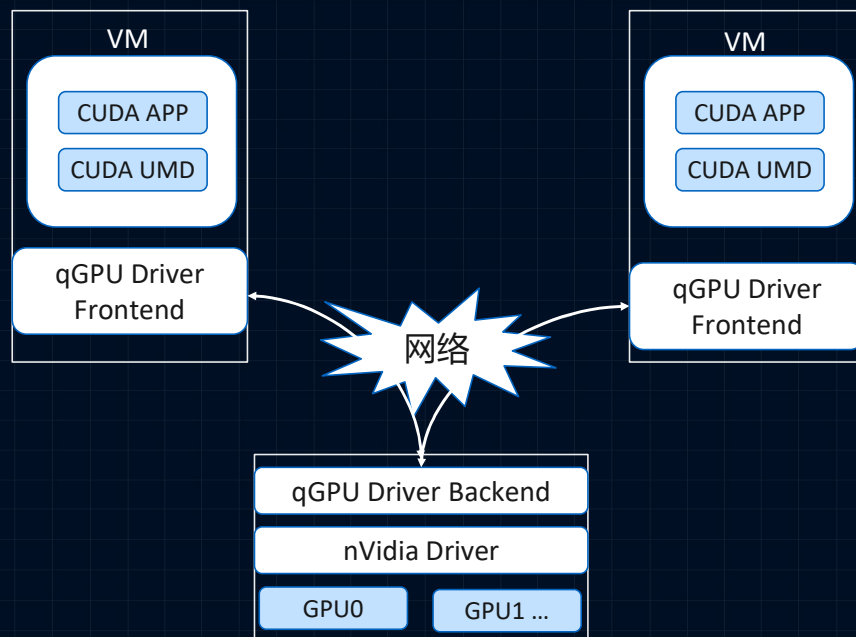 VM
CUDA APP
CUDA UMD
qGPU Driver
Frontend
VM
CUDA APP
CUDA UMD
qGPU Driver
Frontend
网络
qGPU Driver Backend
nVidia Driver
GPU0
GPU1 ...